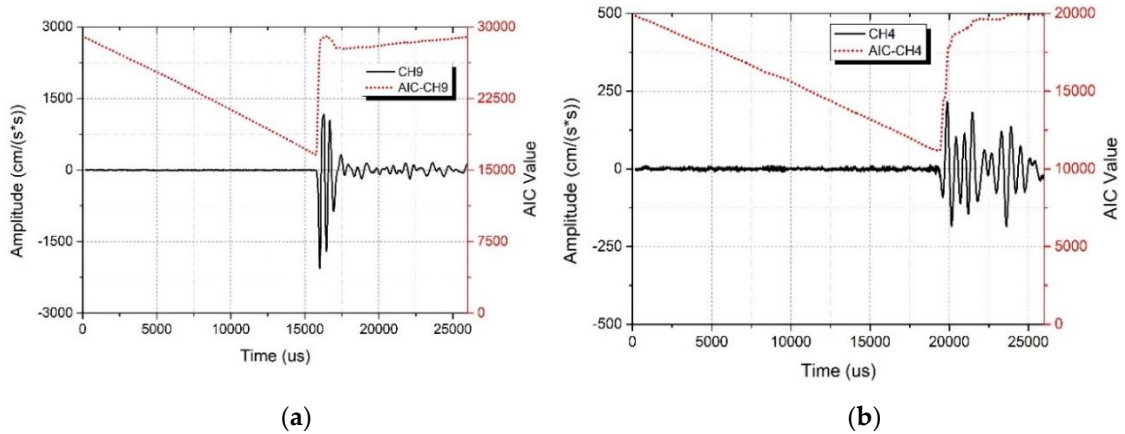 3000
1500
0
-1500
-3000
Amplitude (cm/(s*s))
CH9
AIC-CH9
30000
22500
15000
7500
0
AIC Value
0
5000
10000
15000
20000
25000
Time (us)
(a)
500
250
0
-250
-500
Amplitude (cm/(s*s))
CH4
AIC-CH4
20000
15000
10000
5000
0
AIC Value
0
5000
10000
15000
20000
25000
Time (us)
(b)